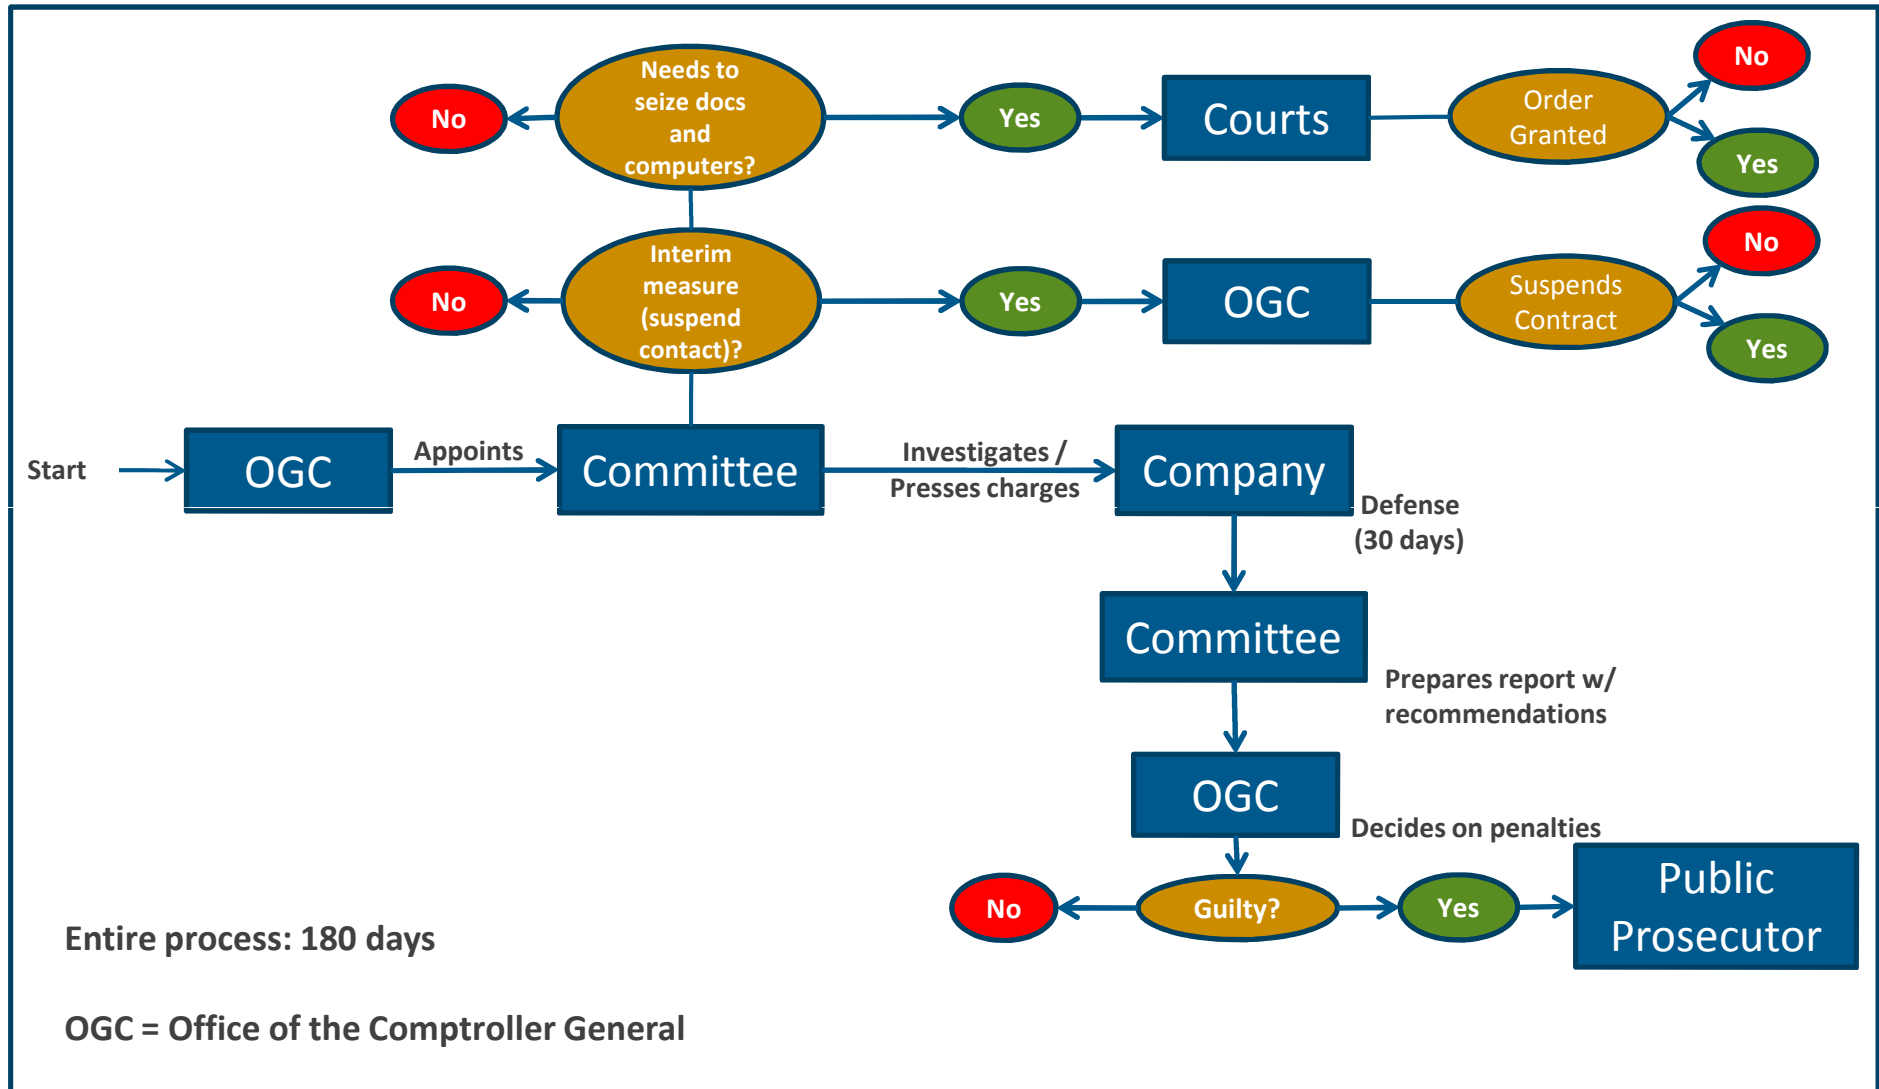 Needs to
seize docs
and
computers?
No
Yes
Courts
Order
Granted
No
Yes
Interim
measure
(suspend
contact)?
No
Yes
OGC
Suspends
Contract
No
Yes
Start
OGC
Appoints
Committee
Investigates /
Presses charges
Company
Defense
(30 days)
Committee
Prepares report w/
recommendations
OGC
Decides on penalties
No
Guilty?
Yes
Public
Prosecutor
Entire process: 180 days
OGC = Office of the Comptroller General